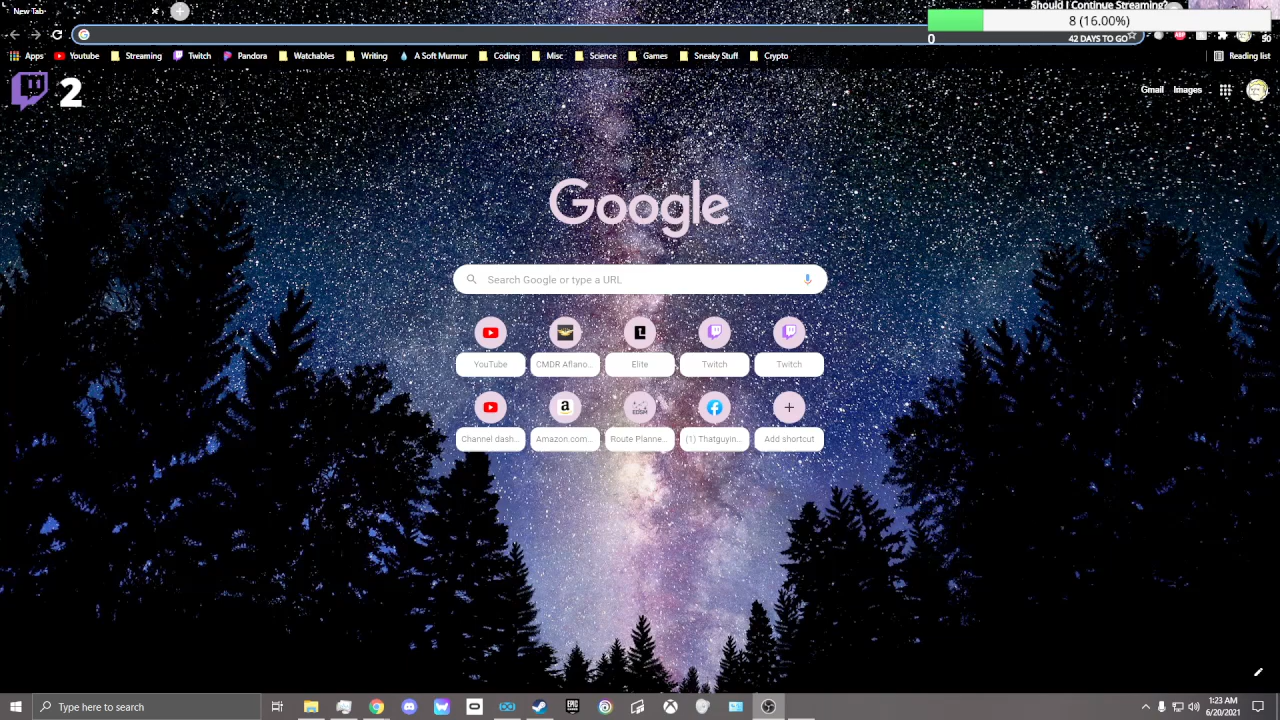 New Tab
Should I Continue Streaming?
8 (16.00%)
0 42 DAYS TO GO 50
Apps Youtube Streaming Twitch Pandora Watchables Writing A Soft Murmur Coding Misc Science Games Sneaky Stuff Crypto Reading list
2
Gmail Images
Google
Search Google or type a URL
YouTube CMDR Aflano... Elite Twitch Twitch
Channel dash... Amazon.com... Route Planne... (1) Thatguyin... Add shortcut
Type here to search
1:23 AM
6/20/2021